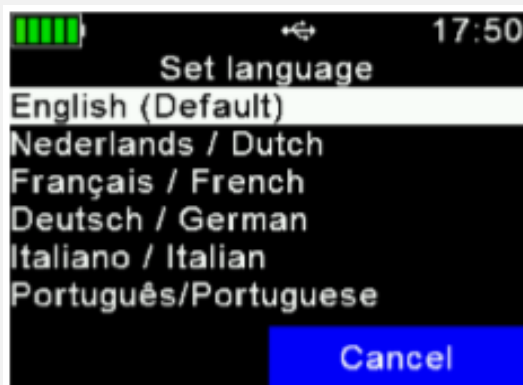 17:50
Set language
English (Default)
Nederlands / Dutch
Français / French
Deutsch / German
Italiano / Italian
Português/Portuguese
Cancel